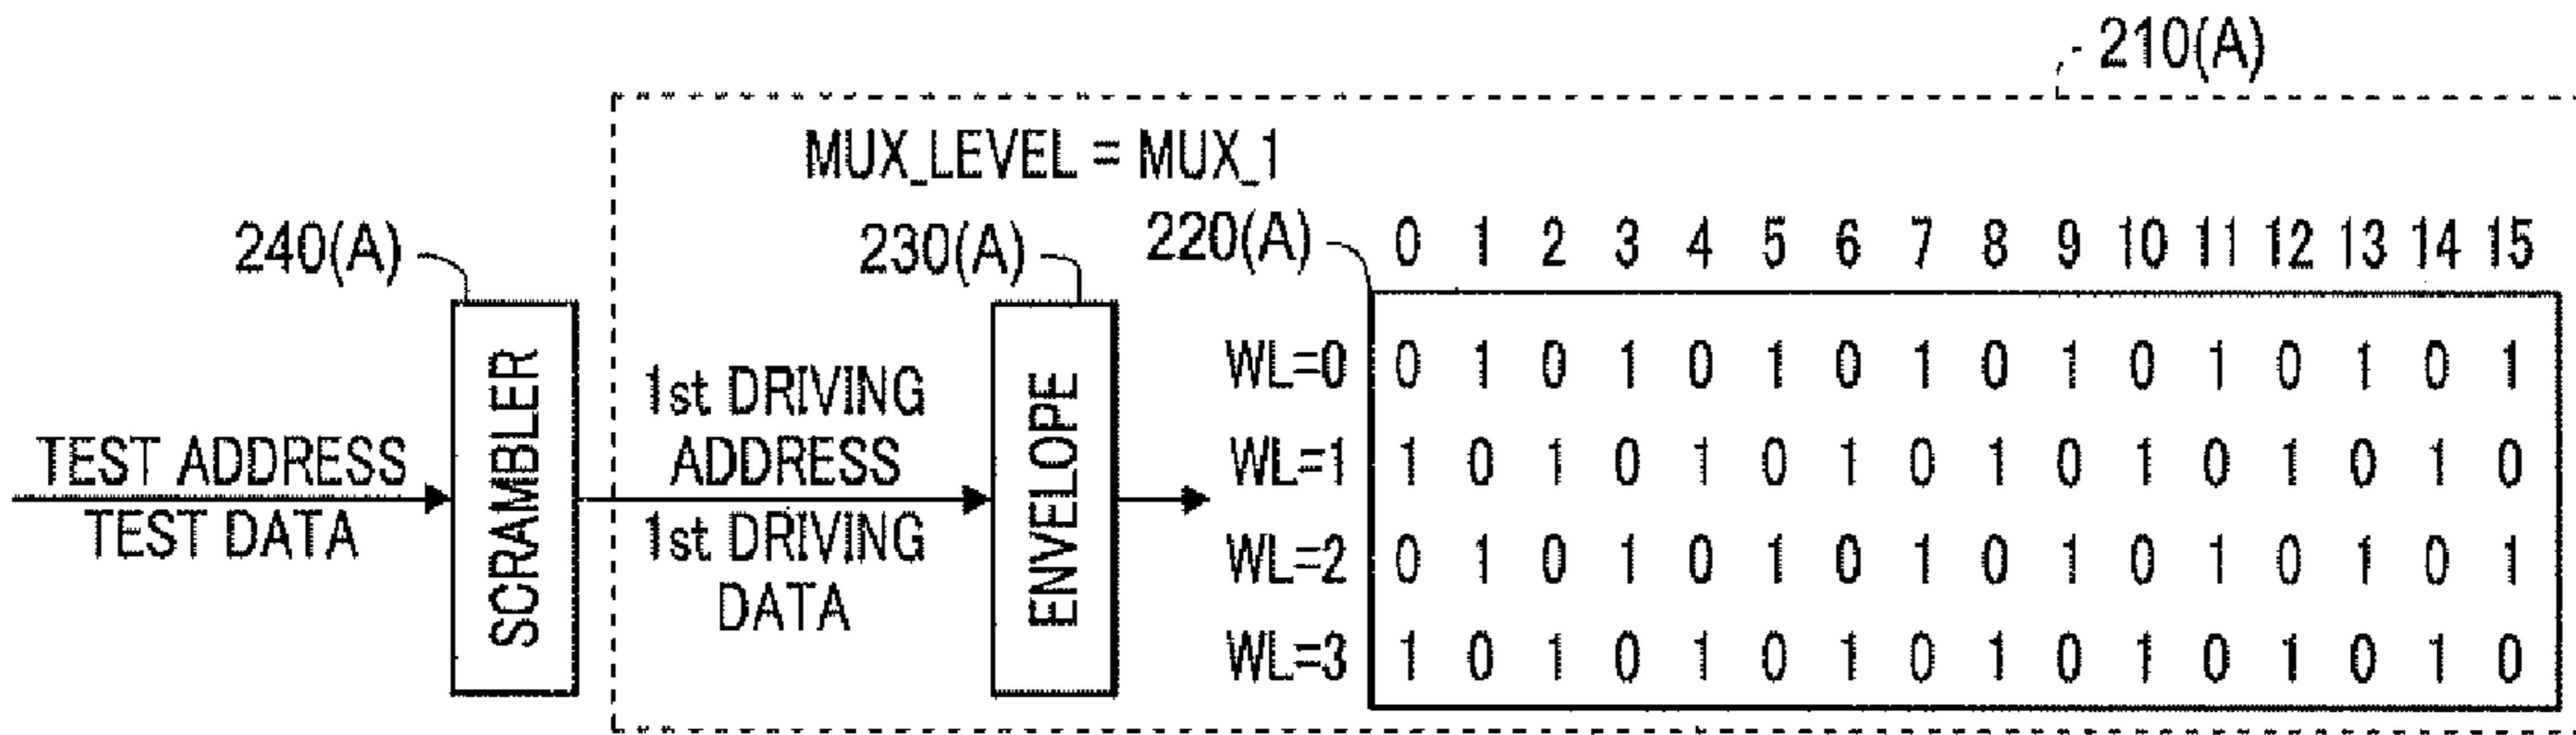 210(A)
MUX_LEVEL = MUX_1
240(A)
230(A)
220(A)
0 1 2 3 4 5 6 7 8 9 10 11 12 13 14 15
TEST ADDRESS
TEST DATA
SCRAMBLER
1st DRIVING
ADDRESS
1st DRIVING
DATA
ENVELOPE
WL=0 0 1 0 1 0 1 0 1 0 1 0 1 0 1 0 1
WL=1 1 0 1 0 1 0 1 0 1 0 1 0 1 0 1 0
WL=2 0 1 0 1 0 1 0 1 0 1 0 1 0 1 0 1
WL=3 1 0 1 0 1 0 1 0 1 0 1 0 1 0 1 0